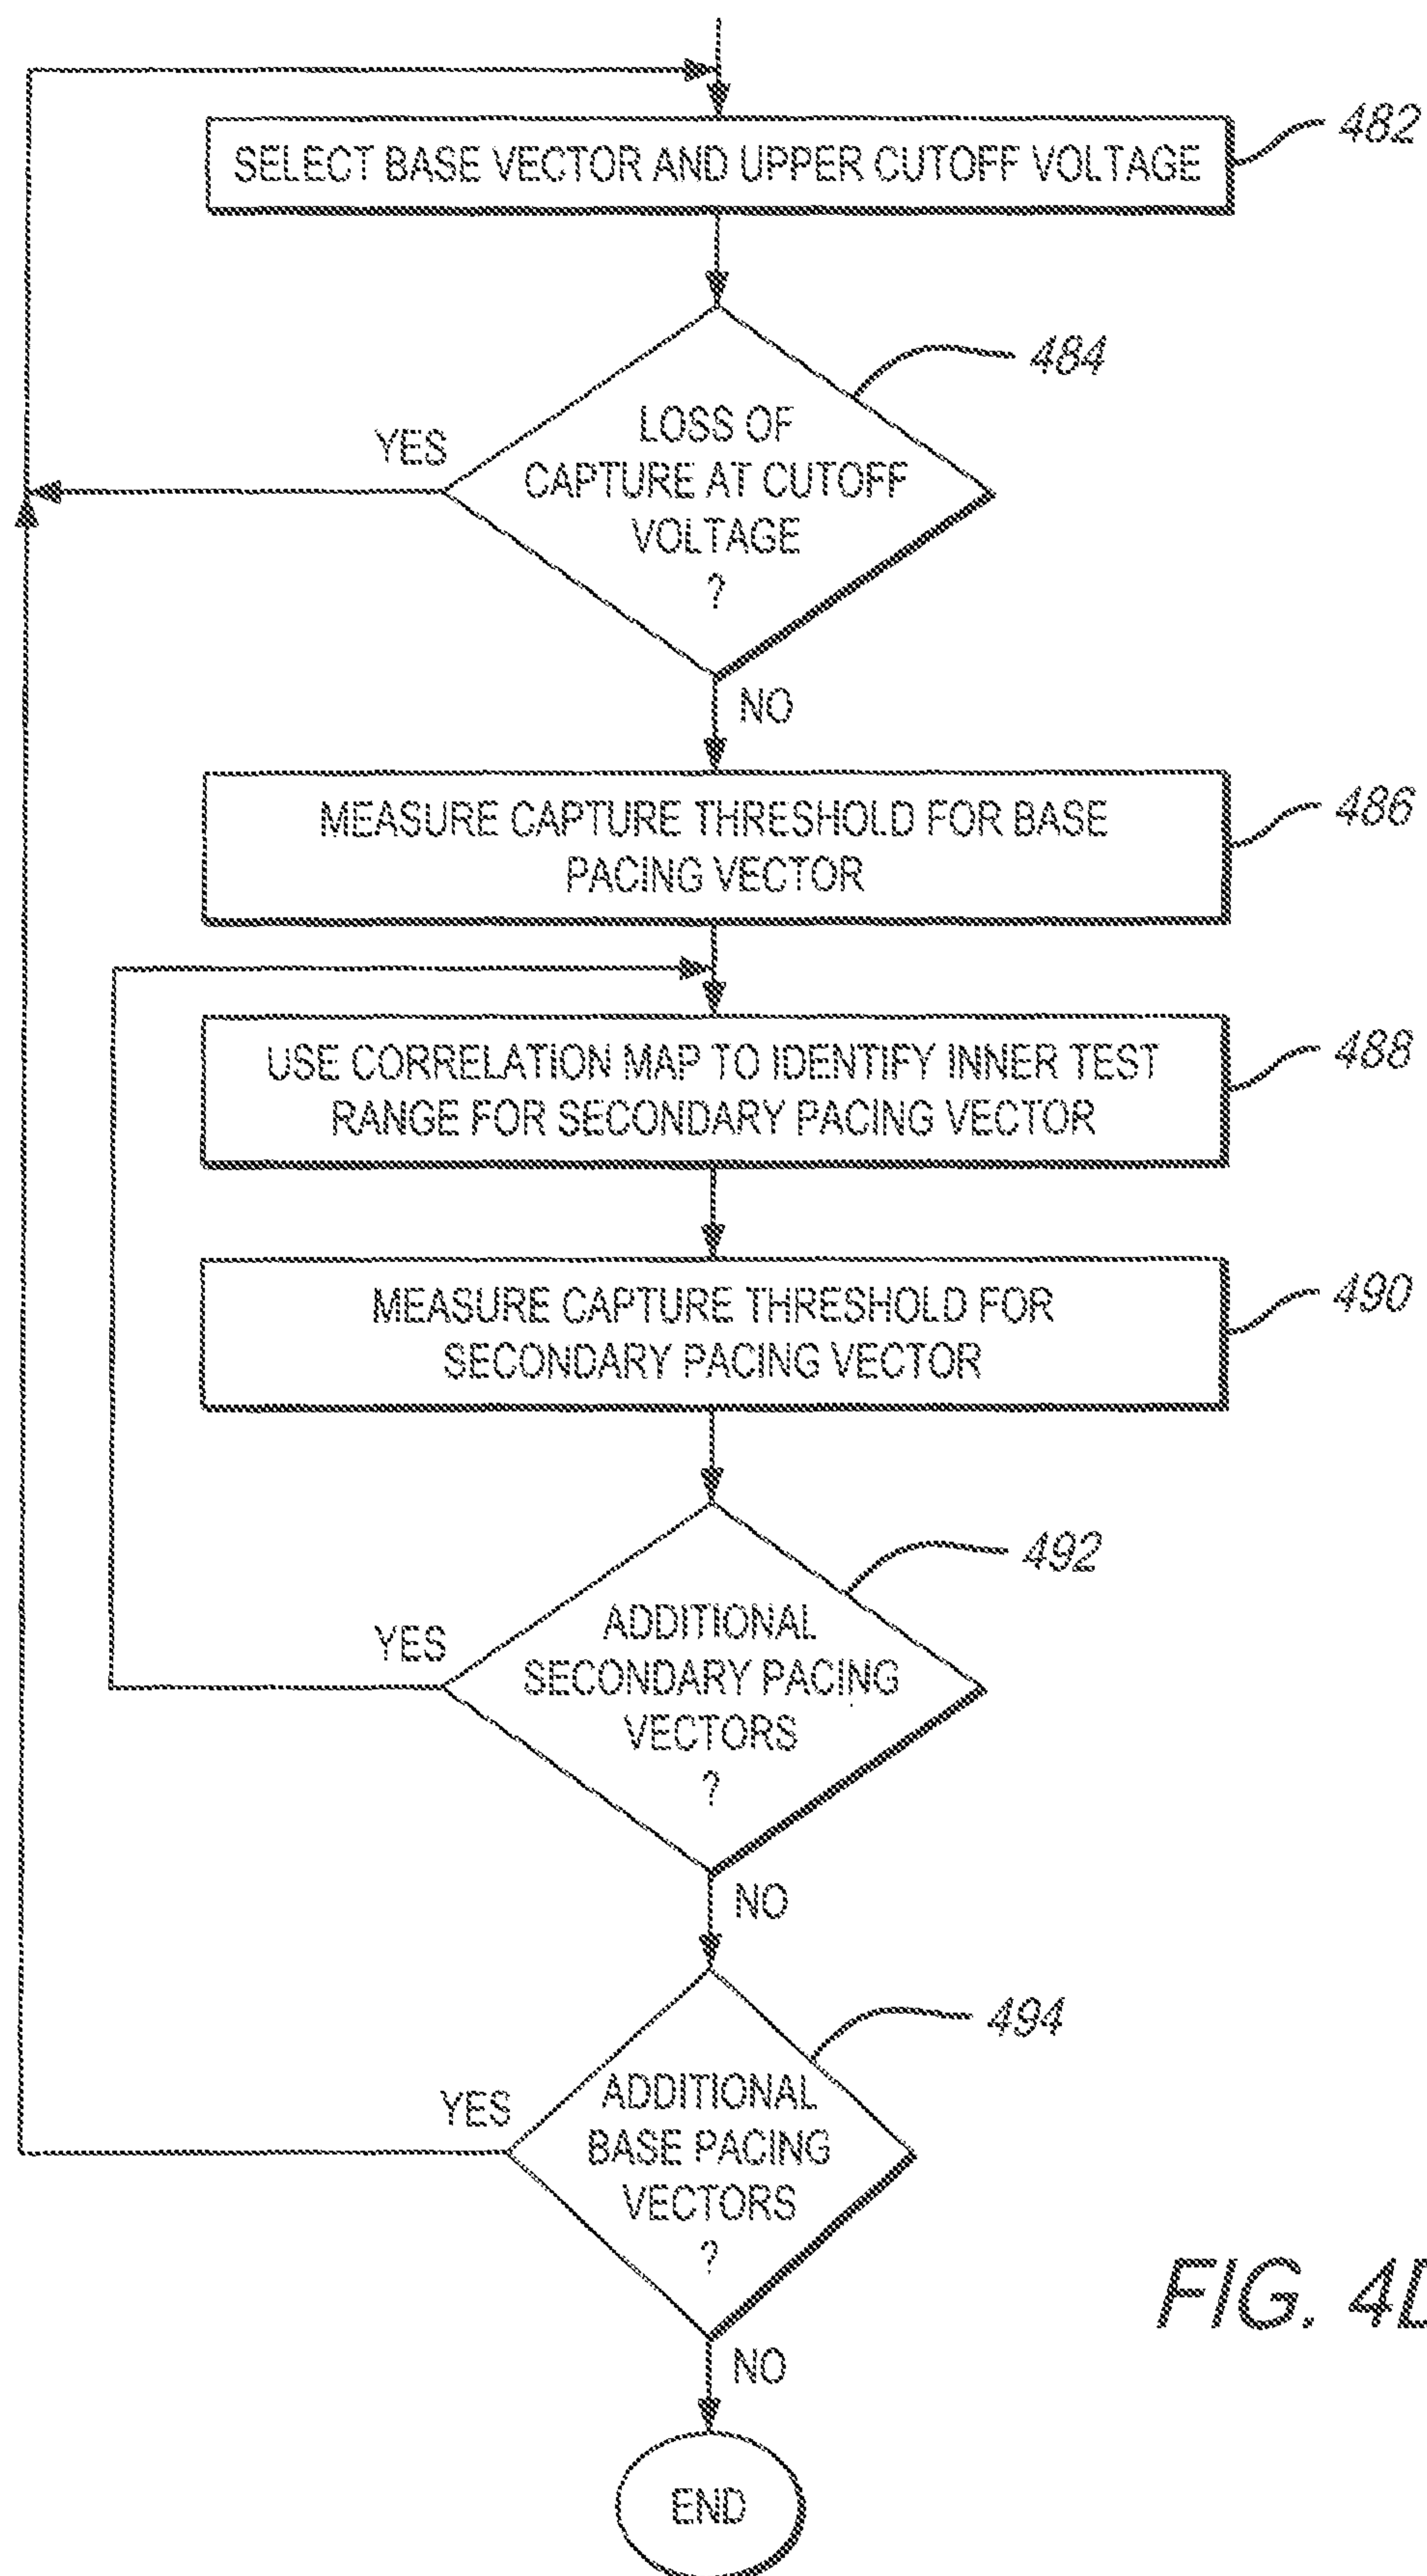 482
SELECT BASE VECTOR AND UPPER CUTOFF VOLTAGE
484
LOSS OF
CAPTURE AT CUTOFF
VOLTAGE
?
YES
NO
486
MEASURE CAPTURE THRESHOLD FOR BASE
PACING VECTOR
488
USE CORRELATION MAP TO IDENTIFY INNER TEST
RANGE FOR SECONDARY PACING VECTOR
490
MEASURE CAPTURE THRESHOLD FOR
SECONDARY PACING VECTOR
492
ADDITIONAL
SECONDARY PACING
VECTORS
?
YES
NO
494
ADDITIONAL
BASE PACING
VECTORS
?
YES
NO
END
FIG. 4D